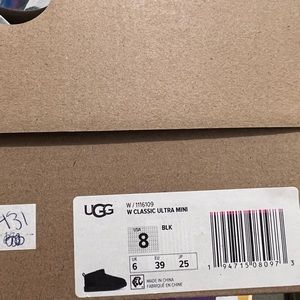 UGG
W / 1116109
W CLASSIC ULTRA MINI
USA 8 BLK
UK EU JP
6 39 25
MADE IN CHINA
FABRIQUÉ EN CHINE
1 94715 08097 3
431